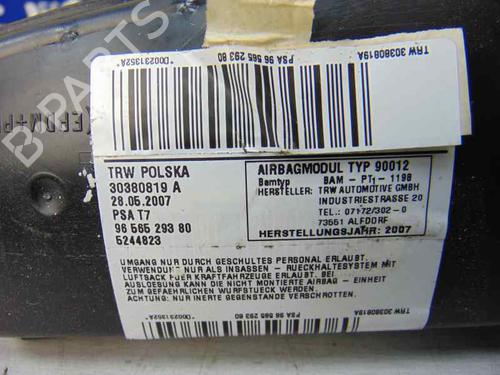 *D00231352A*
PSA 96 565 293 80
TRW 30380819A
TRW POLSKA
30380819 A
28.05.2007
PSA T7
96 565 293 80
5244823
AIRBAGMODUL TYP 90012
Bamtyp BAM - PT1 - 1198
HERSTELLER: TRW AUTOMOTIVE GMBH
INDUSTRIESTRASSE 20
TEL.: 07172/302-0
73551 ALFDORF
HERSTELLUNGSJAHR: 2007
UMGANG NUR DURCH GESCHULTES PERSONAL ERLAUBT.
VERWENDUNG NUR ALS INSASSEN - RUECKHALTESYSTEM MIT
LUFTSACK FUER KRAFTFAHRZEUGE ERLAUBT. BEI
AUSLOESUNG KANN DIE NICHT MONTIERTE AIRBAG - EINHEIT
ZUM GEFAEHRLICHEN WURFSTUECK WERDEN.
ACHTUNG: NUR INERTE GEGENSTAENDE VORSCHALTEN.
*D00231352A*
PSA 96 565 293 80
TRW 30380819A
B-PARTS